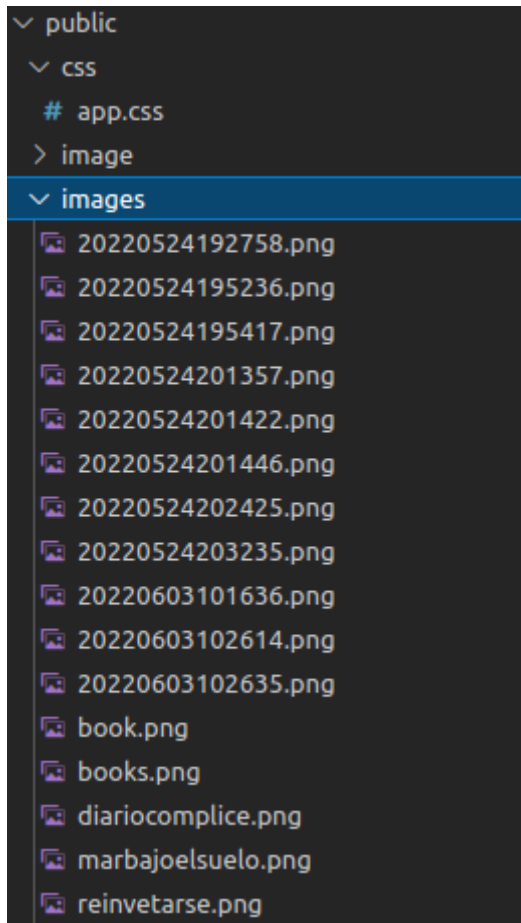 public
css
# app.css
image
images
20220524192758.png
20220524195236.png
20220524195417.png
20220524201357.png
20220524201422.png
20220524201446.png
20220524202425.png
20220524203235.png
20220603101636.png
20220603102614.png
20220603102635.png
book.png
books.png
diariocomplice.png
marbajoelsuelo.png
reinvetarse.png